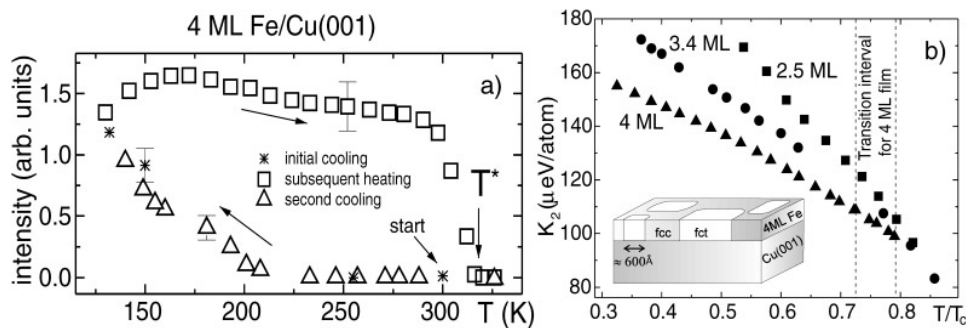 4 ML Fe/Cu(001)
a)
intensity (arb. units)
1.5
1.0
0.5
0.0
150
200
250
300
T (K)
initial cooling
subsequent heating
second cooling
start
T*
b)
K2 (μeV/atom)
180
160
140
120
100
80
0.3
0.4
0.5
0.6
0.7
0.8
T/Tc
3.4 ML
2.5 ML
4 ML
Transition interval
for 4 ML film
fcc
fct
4ML Fe
Cu(001)
≈ 600Å